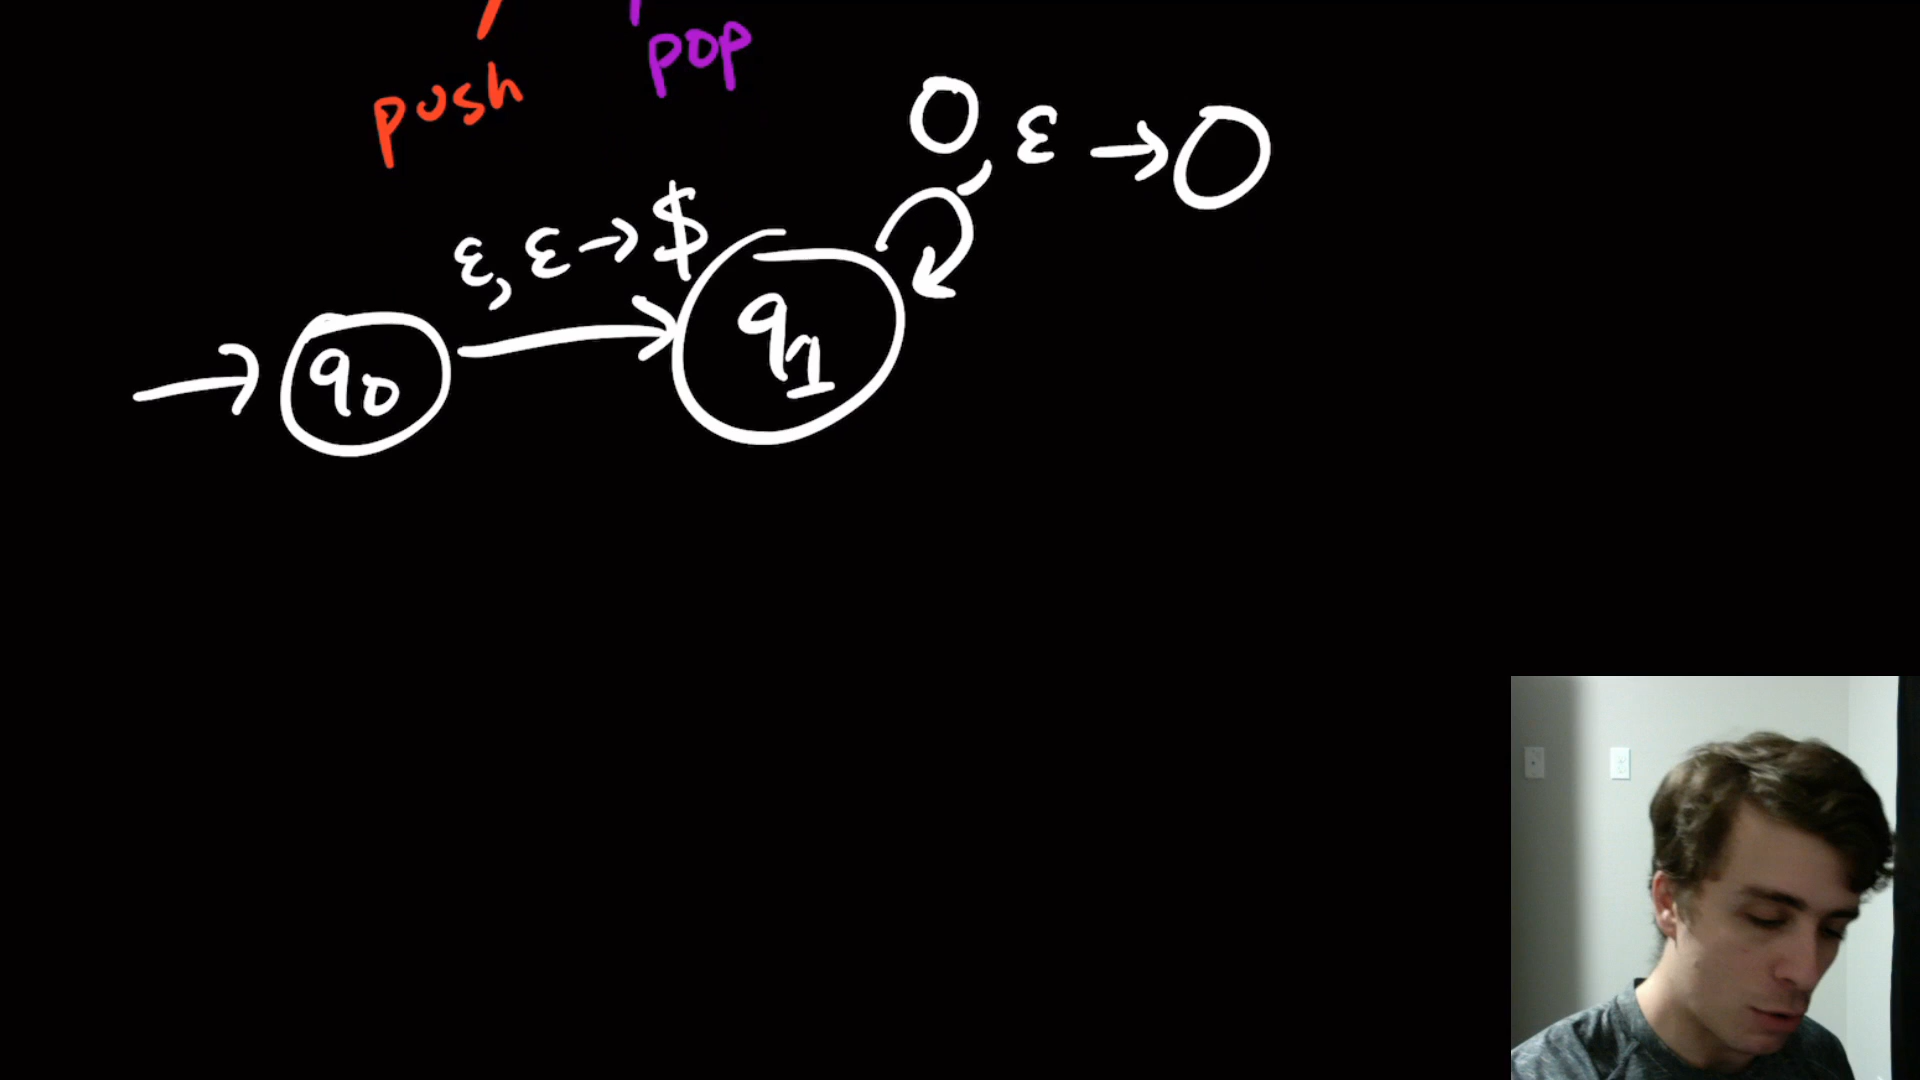 push
pop
0, ε → 0
ε, ε → $
q0
q1